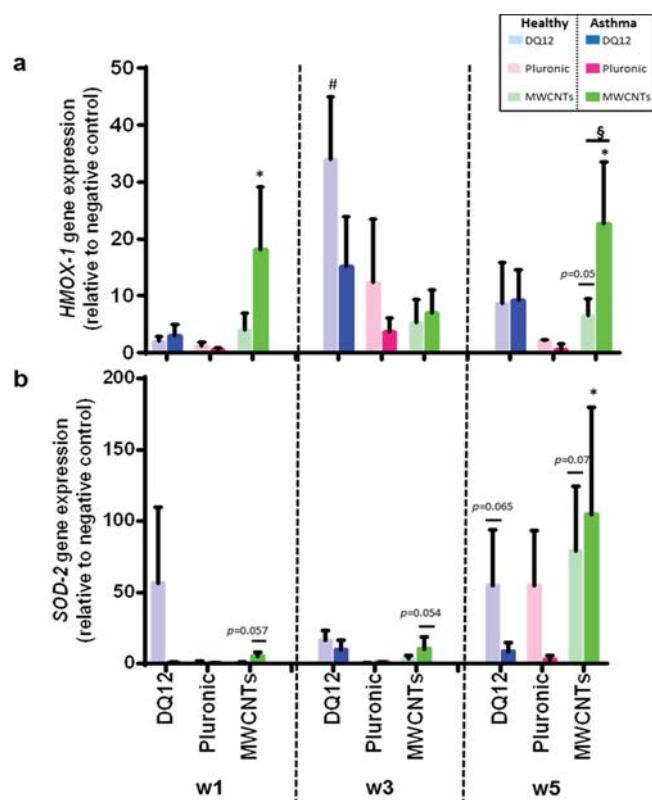 Healthy Asthma
DQ12 DQ12
Pluronic Pluronic
MWCNTs MWCNTs
a
HMOX-1 gene expression
(relative to negative control)
50
40
30
20
10
0
*
#
p=0.05
§
*
b
SOD-2 gene expression
(relative to negative control)
200
150
100
50
0
p=0.057
p=0.054
p=0.065
p=0.07
*
DQ12
Pluronic
MWCNTs
DQ12
Pluronic
MWCNTs
DQ12
Pluronic
MWCNTs
w1
w3
w5